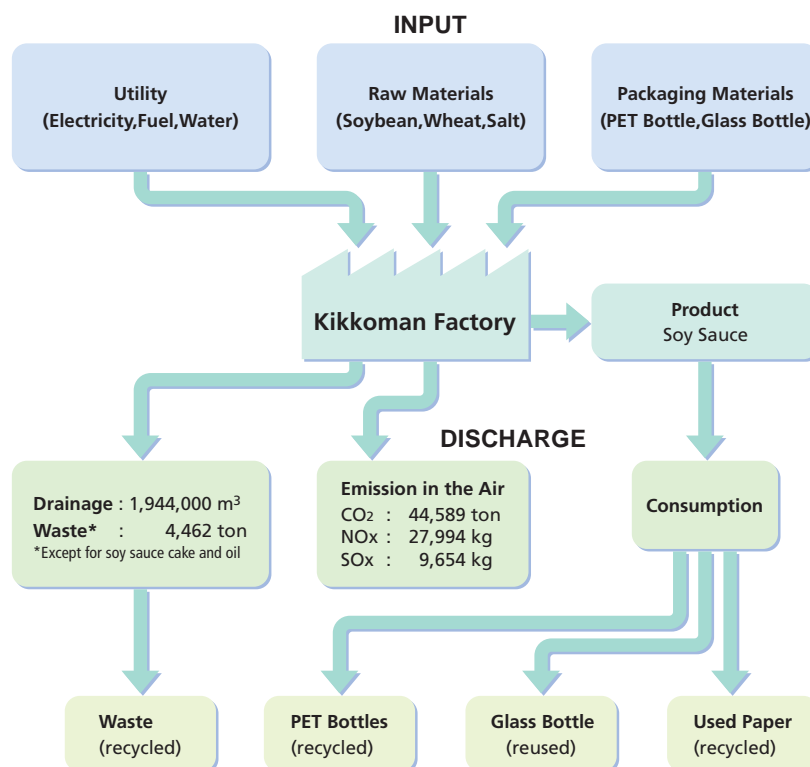 INPUT
Utility
(Electricity,Fuel,Water)
Raw Materials
(Soybean,Wheat,Salt)
Packaging Materials
(PET Bottle,Glass Bottle)
Kikkoman Factory
Product
Soy Sauce
DISCHARGE
Drainage : 1,944,000 m³
Waste* : 4,462 ton
*Except for soy sauce cake and oil
Emission in the Air
CO₂ : 44,589 ton
NOx : 27,994 kg
SOx : 9,654 kg
Consumption
Waste
(recycled)
PET Bottles
(recycled)
Glass Bottle
(reused)
Used Paper
(recycled)